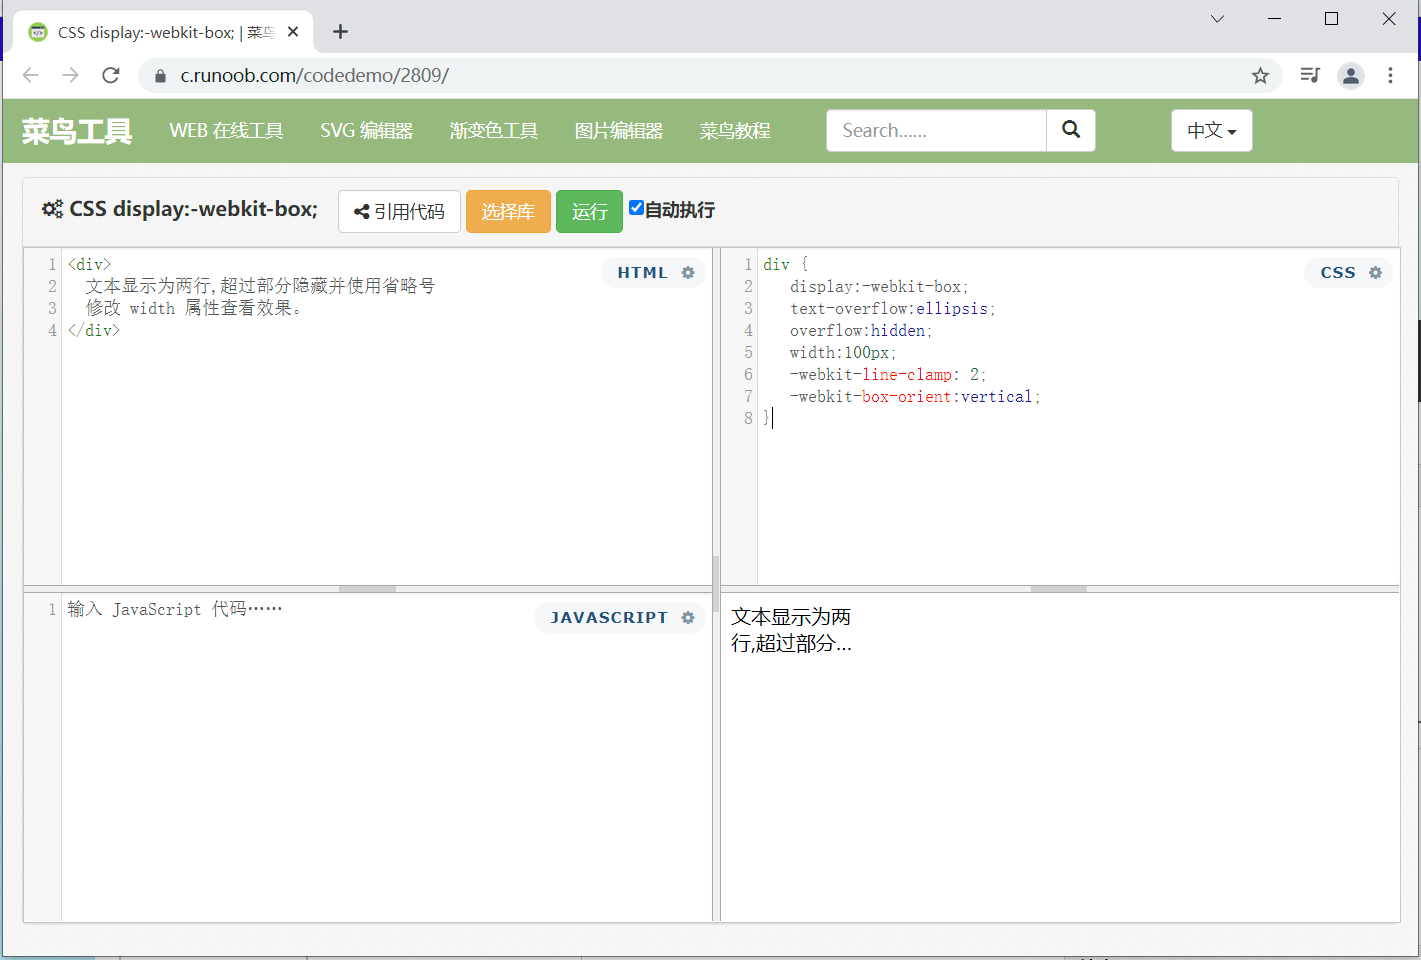 CSS display:-webkit-box; | 菜鸟
c.runoob.com/codedemo/2809/
菜鸟工具 WEB 在线工具 SVG 编辑器 渐变色工具 图片编辑器 菜鸟教程 Search...... 中文
CSS display:-webkit-box; 引用代码 选择库 运行 自动执行
HTML
1 <div>
2 文本显示为两行,超过部分隐藏并使用省略号
3 修改 width 属性查看效果。
4 </div>
CSS
1 div {
2 display:-webkit-box;
3 text-overflow:ellipsis;
4 overflow:hidden;
5 width:100px;
6 -webkit-line-clamp: 2;
7 -webkit-box-orient:vertical;
8 }
JAVASCRIPT
1 输入 JavaScript 代码……
文本显示为两
行,超过部分...